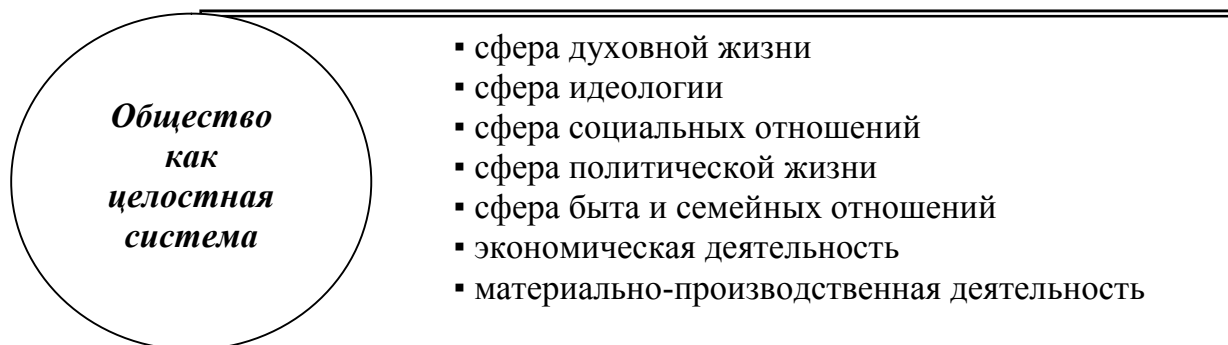 Общество
как
целостная
система
▪ сфера духовной жизни
▪ сфера идеологии
▪ сфера социальных отношений
▪ сфера политической жизни
▪ сфера быта и семейных отношений
▪ экономическая деятельность
▪ материально-производственная деятельность